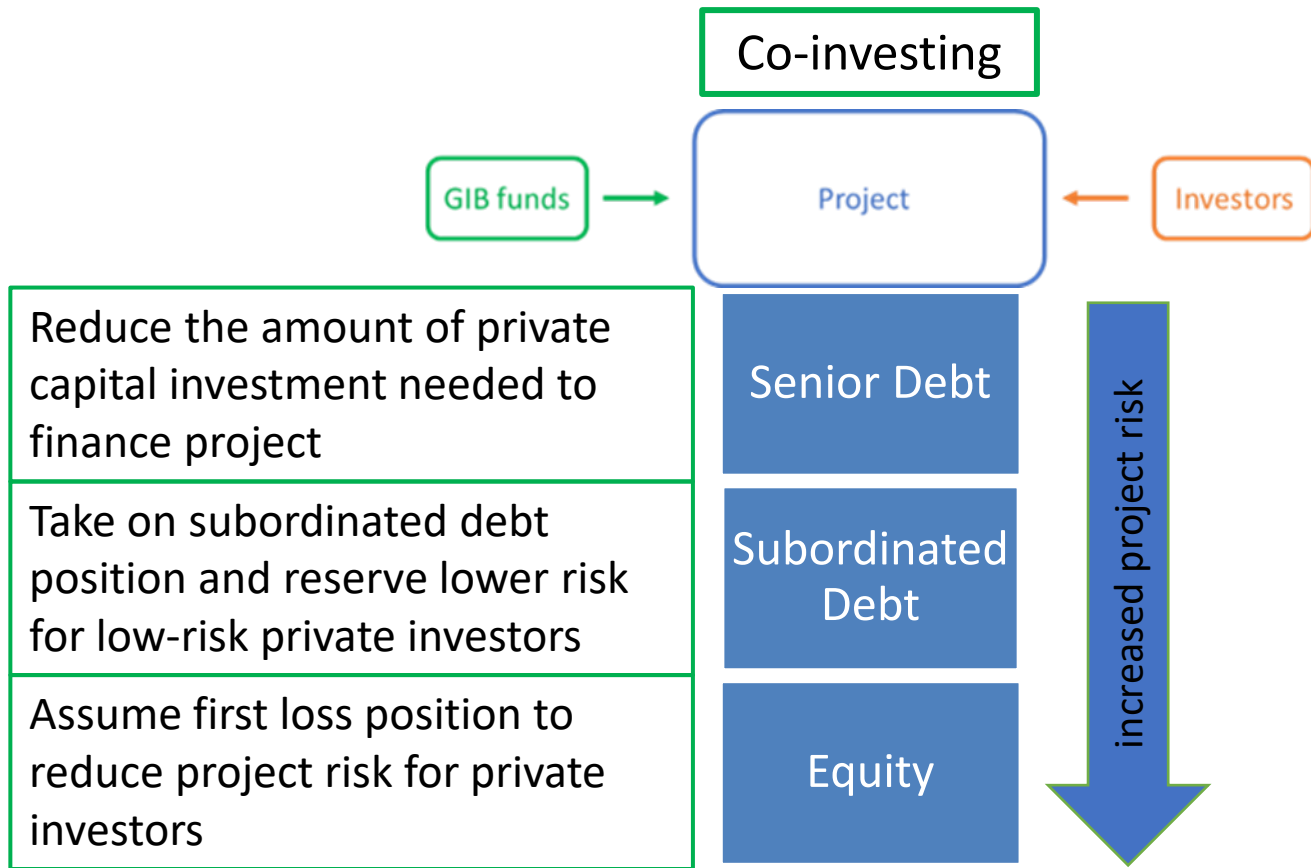 Co-investing
GIB funds
Project
Investors
Reduce the amount of private
capital investment needed to
finance project
Senior Debt
Take on subordinated debt
position and reserve lower risk
for low-risk private investors
Subordinated
Debt
Assume first loss position to
reduce project risk for private
investors
Equity
increased project risk